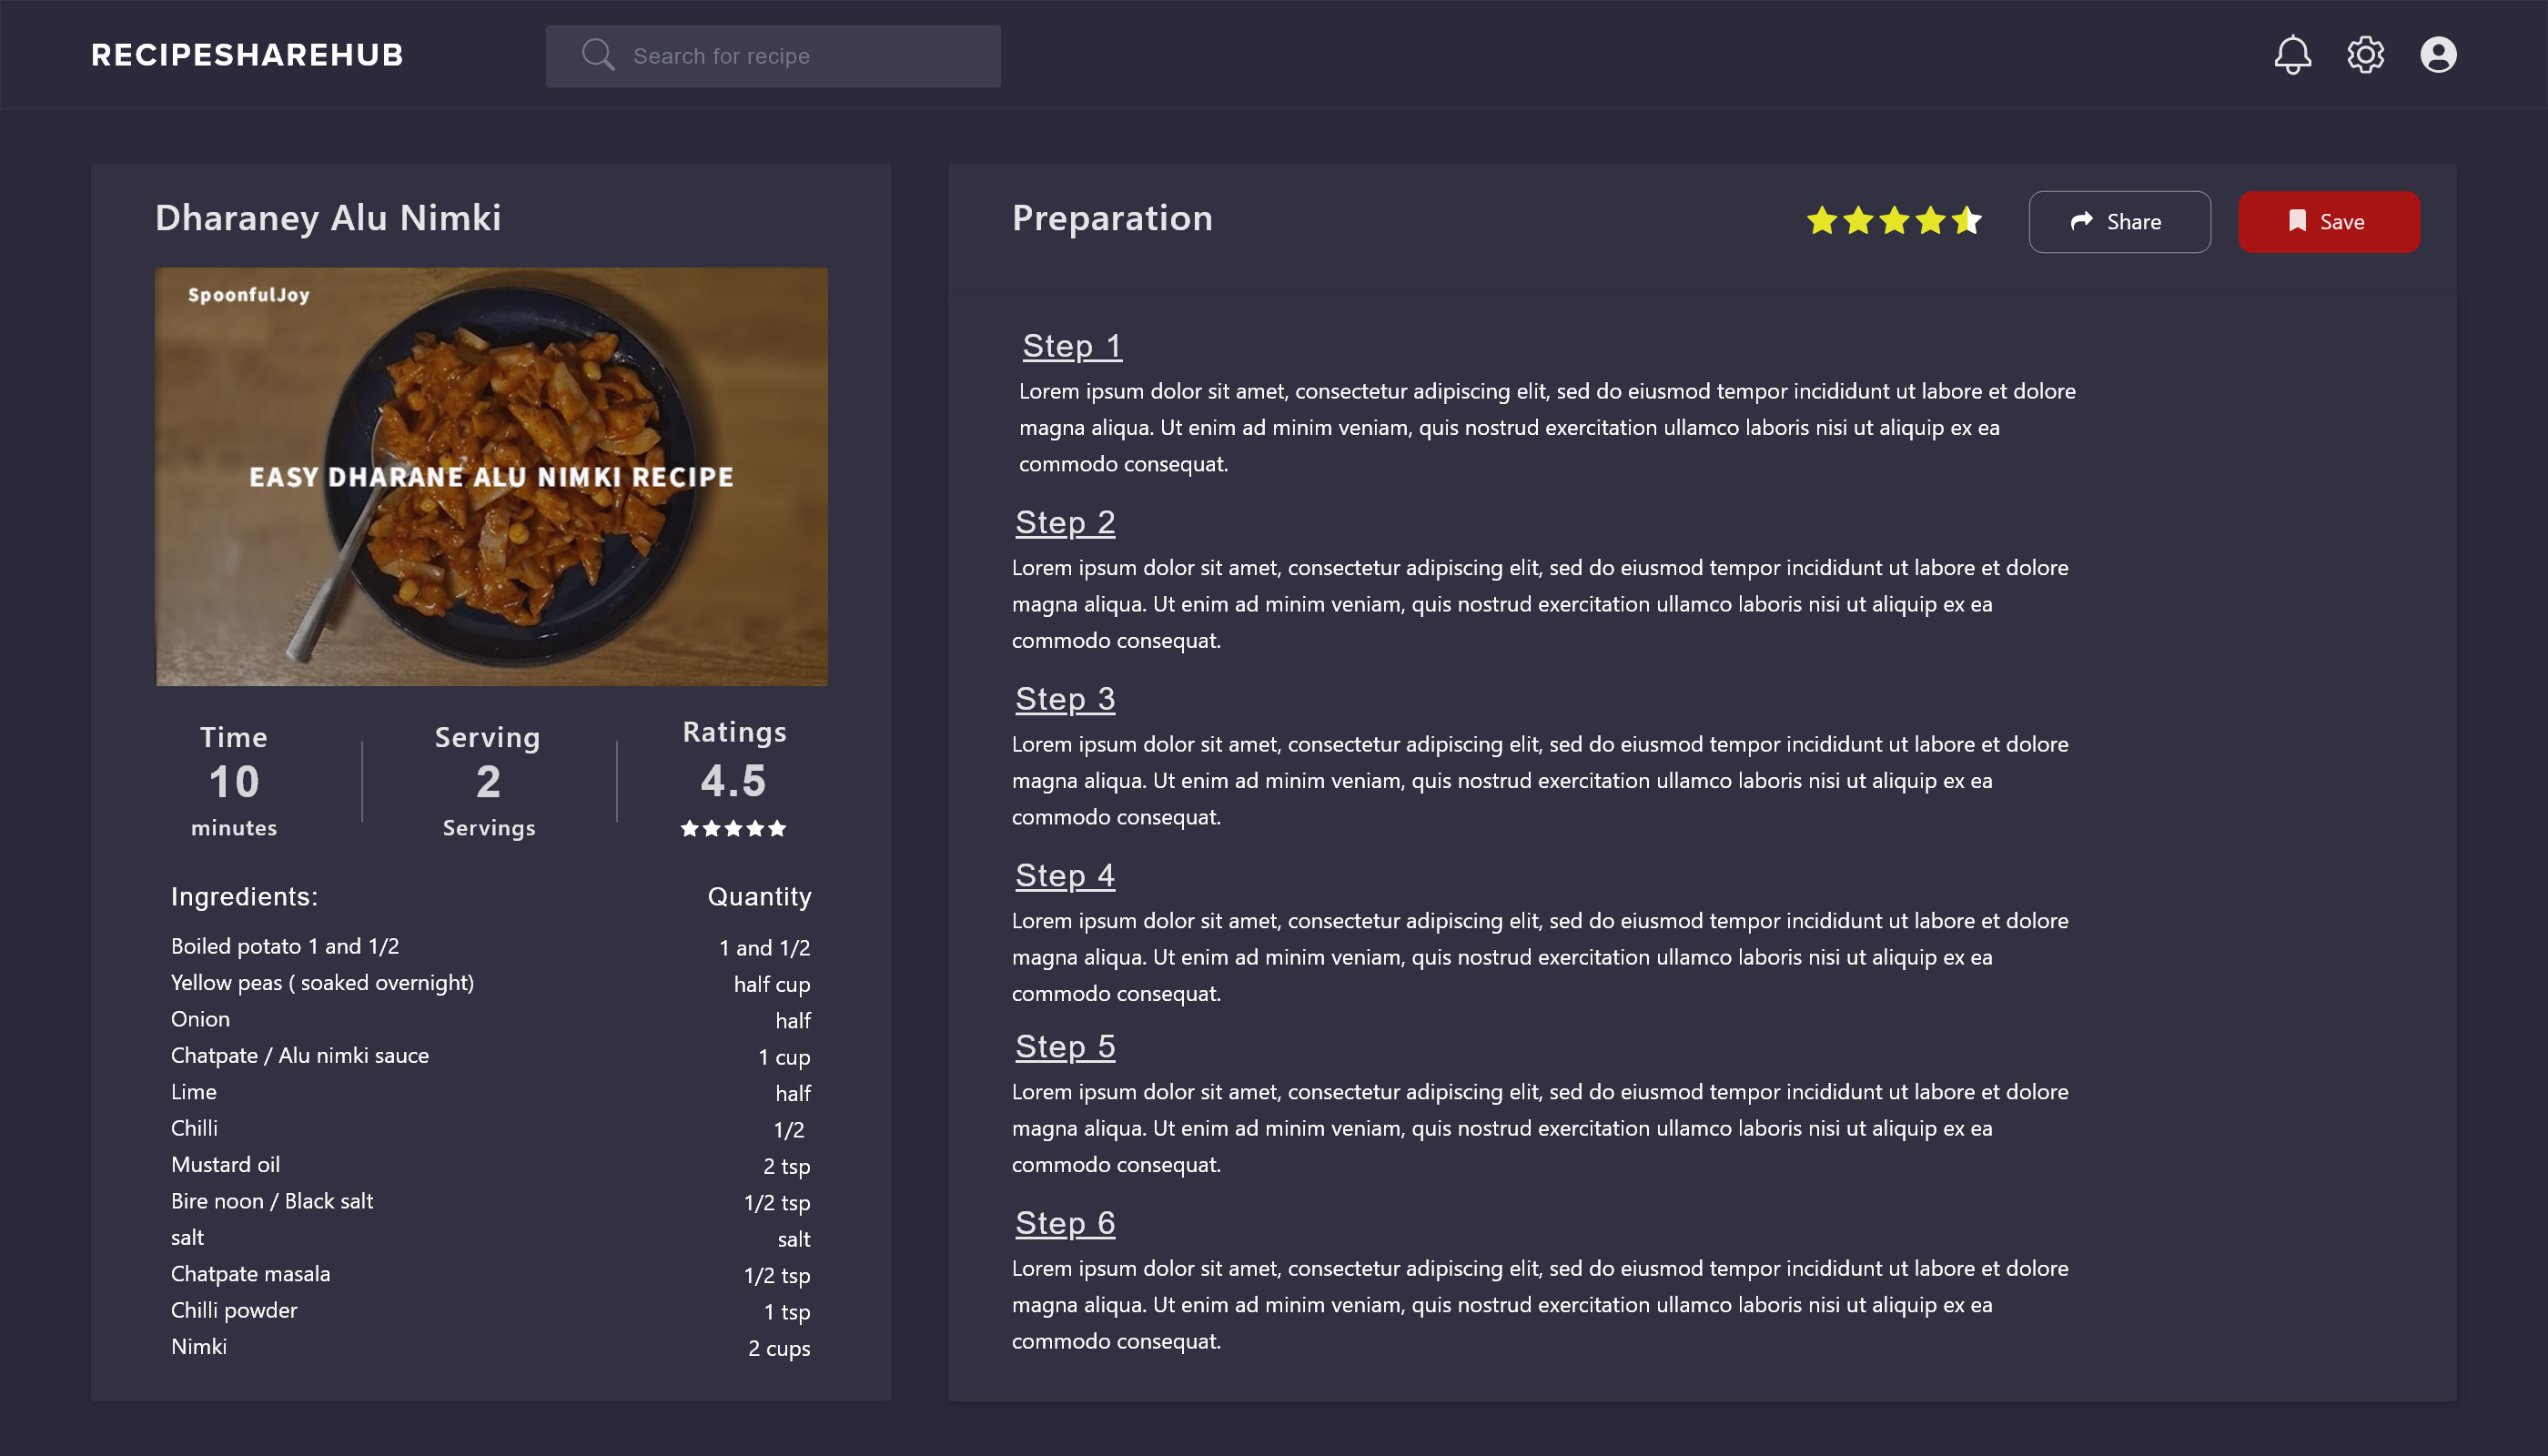 RECIPESHAREHUB
Search for recipe
Dharaney Alu Nimki
SpoonfulJoy
EASY DHARANE ALU NIMKI RECIPE
Time
10
minutes
Serving
2
Servings
Ratings
4.5
Ingredients: Quantity
Boiled potato 1 and 1/2 1 and 1/2
Yellow peas ( soaked overnight) half cup
Onion half
Chatpate / Alu nimki sauce 1 cup
Lime half
Chilli 1/2
Mustard oil 2 tsp
Bire noon / Black salt 1/2 tsp
salt salt
Chatpate masala 1/2 tsp
Chilli powder 1 tsp
Nimki 2 cups
Preparation
Share
Save
Step 1
Lorem ipsum dolor sit amet, consectetur adipiscing elit, sed do eiusmod tempor incididunt ut labore et dolore
magna aliqua. Ut enim ad minim veniam, quis nostrud exercitation ullamco laboris nisi ut aliquip ex ea
commodo consequat.
Step 2
Lorem ipsum dolor sit amet, consectetur adipiscing elit, sed do eiusmod tempor incididunt ut labore et dolore
magna aliqua. Ut enim ad minim veniam, quis nostrud exercitation ullamco laboris nisi ut aliquip ex ea
commodo consequat.
Step 3
Lorem ipsum dolor sit amet, consectetur adipiscing elit, sed do eiusmod tempor incididunt ut labore et dolore
magna aliqua. Ut enim ad minim veniam, quis nostrud exercitation ullamco laboris nisi ut aliquip ex ea
commodo consequat.
Step 4
Lorem ipsum dolor sit amet, consectetur adipiscing elit, sed do eiusmod tempor incididunt ut labore et dolore
magna aliqua. Ut enim ad minim veniam, quis nostrud exercitation ullamco laboris nisi ut aliquip ex ea
commodo consequat.
Step 5
Lorem ipsum dolor sit amet, consectetur adipiscing elit, sed do eiusmod tempor incididunt ut labore et dolore
magna aliqua. Ut enim ad minim veniam, quis nostrud exercitation ullamco laboris nisi ut aliquip ex ea
commodo consequat.
Step 6
Lorem ipsum dolor sit amet, consectetur adipiscing elit, sed do eiusmod tempor incididunt ut labore et dolore
magna aliqua. Ut enim ad minim veniam, quis nostrud exercitation ullamco laboris nisi ut aliquip ex ea
commodo consequat.